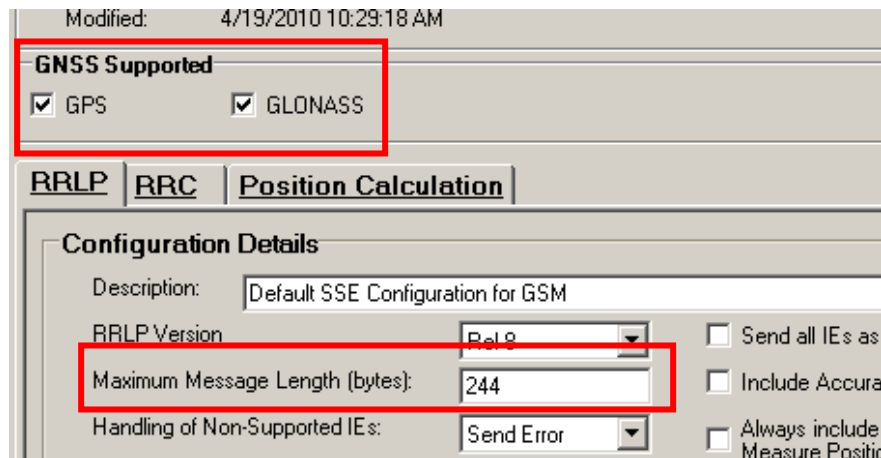 Modified: 4/19/2010 10:29:18 AM
GNSS Supported
GPS GLONASS
RRLP RRC Position Calculation
Configuration Details
Description: Default SSE Configuration for GSM
RRLP Version Rel 8 Send all IEs as
Maximum Message Length (bytes): 244 Include Accura
Handling of Non-Supported IEs: Send Error Always include
Measure Positio